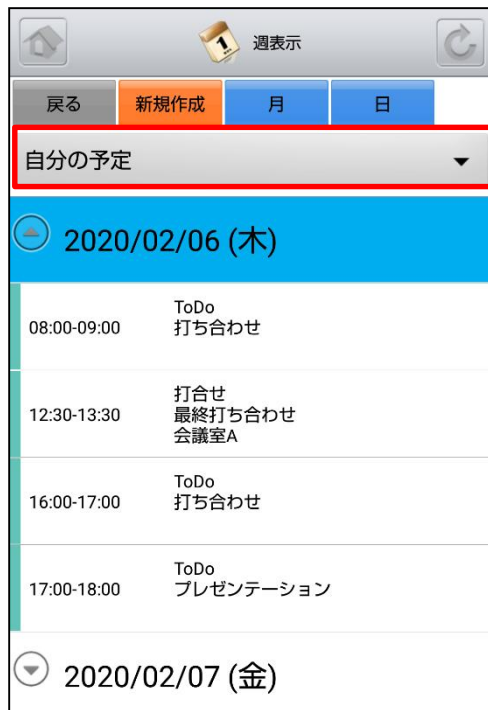 1
週表示
戻る 新規作成 月 日
自分の予定
2020/02/06 (木)
08:00-09:00 ToDo
打ち合わせ
12:30-13:30 打合せ
最終打ち合わせ
会議室A
16:00-17:00 ToDo
打ち合わせ
17:00-18:00 ToDo
プレゼンテーション
2020/02/07 (金)